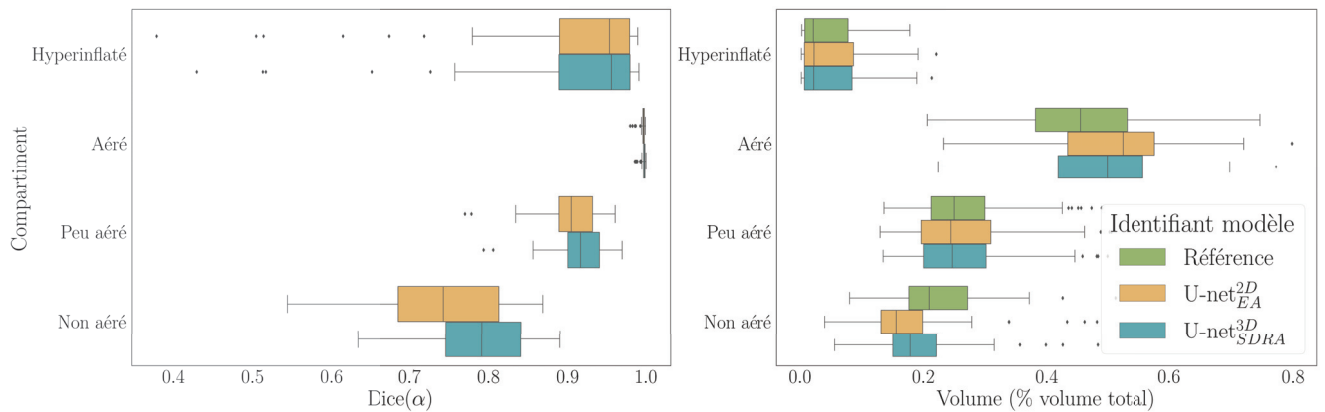 Compartiment
Hyperinflaté
Aéré
Peu aéré
Non aéré
0.4 0.5 0.6 0.7 0.8 0.9 1.0
Dice(α)
Hyperinflaté
Aéré
Peu aéré
Non aéré
Identifiant modèle
Référence
U-net^{2D}_{EA}
U-net^{3D}_{SDRA}
0.0 0.2 0.4 0.6 0.8
Volume (% volume total)